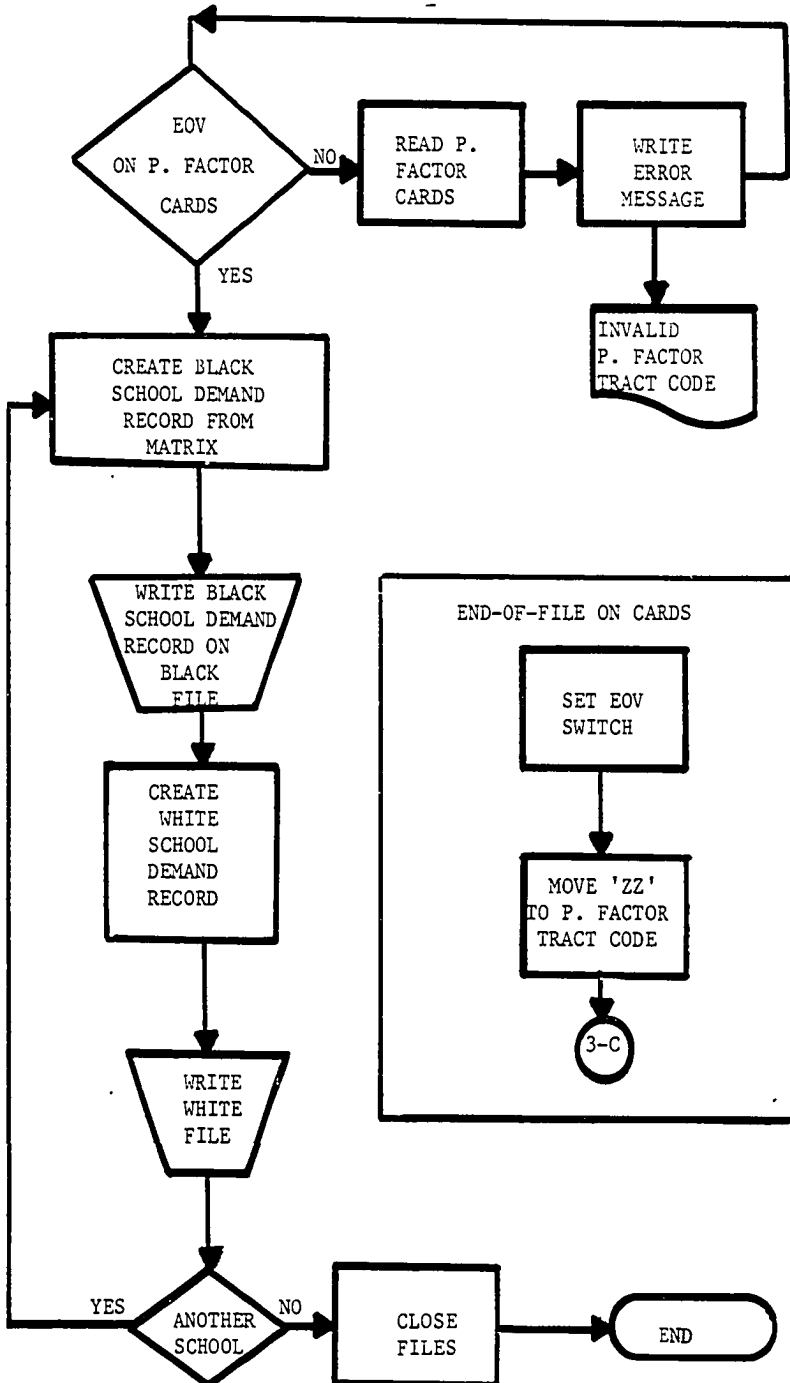 EOV
ON P. FACTOR
CARDS
NO
READ P.
FACTOR
CARDS
WRITE
ERROR
MESSAGE
YES
INVALID
P. FACTOR
TRACT CODE
CREATE BLACK
SCHOOL DEMAND
RECORD FROM
MATRIX
WRITE BLACK
SCHOOL DEMAND
RECORD ON
BLACK
FILE
CREATE
WHITE
SCHOOL
DEMAND
RECORD
WRITE
WHITE
FILE
YES
ANOTHER
SCHOOL
NO
CLOSE
FILES
END
END-OF-FILE ON CARDS
SET EOV
SWITCH
MOVE 'ZZ'
TO P. FACTOR
TRACT CODE
3-C